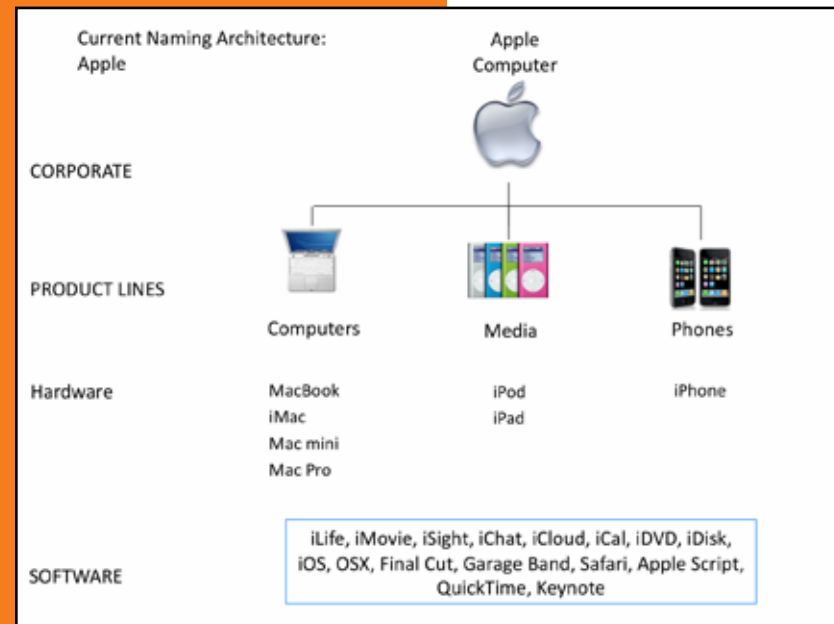 Current Naming Architecture:
Apple
Apple
Computer
CORPORATE
PRODUCT LINES
Computers
Media
Phones
Hardware
MacBook
iMac
Mac mini
Mac Pro
iPod
iPad
iPhone
SOFTWARE
iLife, iMovie, iSight, iChat, iCloud, iCal, iDVD, iDisk,
iOS, OSX, Final Cut, Garage Band, Safari, Apple Script,
QuickTime, Keynote